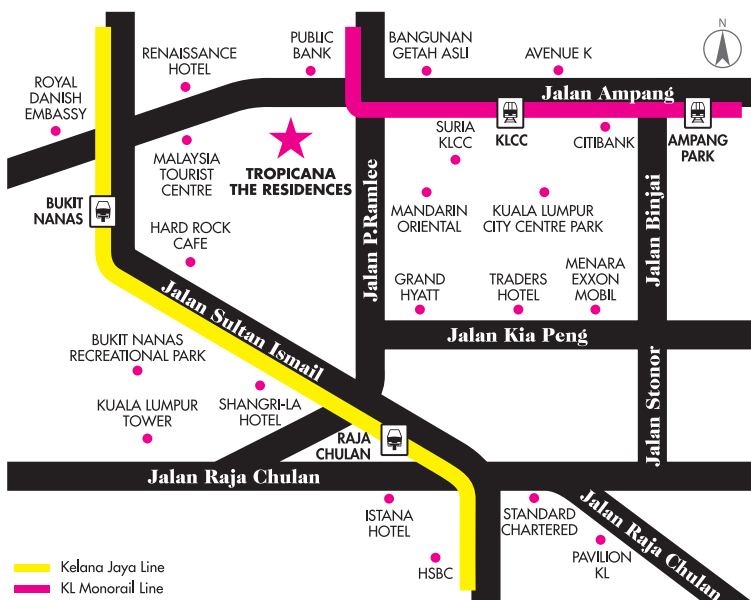 N
ROYAL
DANISH
EMBASSY
RENAISSANCE
HOTEL
PUBLIC
BANK
BANGUNAN
GETAH ASLI
AVENUE K
Jalan Ampang
SURIA
KLCC
KLCC
CITIBANK
AMPANG
PARK
MALAYSIA
TOURIST
CENTRE
TROPICANA
THE RESIDENCES
BUKIT
NANAS
HARD ROCK
CAFE
Jalan P.Ramlee
MANDARIN
ORIENTAL
KUALA LUMPUR
CITY CENTRE PARK
Jalan Binjai
GRAND
HYATT
TRADERS
HOTEL
MENARA
EXXON
MOBIL
Jalan Sultan Ismail
Jalan Kia Peng
BUKIT NANAS
RECREATIONAL PARK
KUALA LUMPUR
TOWER
SHANGRI-LA
HOTEL
RAJA
CHULAN
Jalan Stonor
Jalan Raja Chulan
ISTANA
HOTEL
STANDARD
CHARTERED
Jalan Raja Chulan
PAVILION
KL
HSBC
Kelana Jaya Line
KL Monorail Line